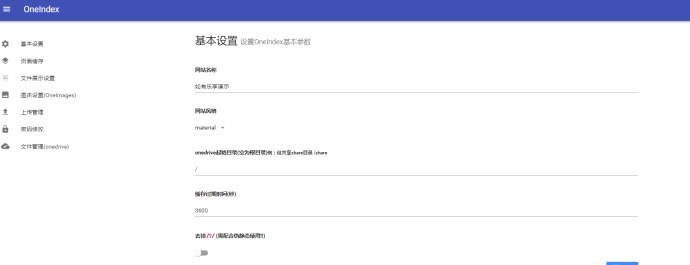 OneIndex
基本设置
页面缓存
文件展示设置
图床设置(OneImages)
上传管理
密码修改
文件管理(onedrive)
基本设置 设置OneIndex基本参数
网站名称
如有乐享演示
网站风格
material
onedrive起始目录(空为根目录)例：仅共享share目录 /share
/
缓存过期时间(秒)
3600
去掉/?/ (需配合伪静态使用!!)